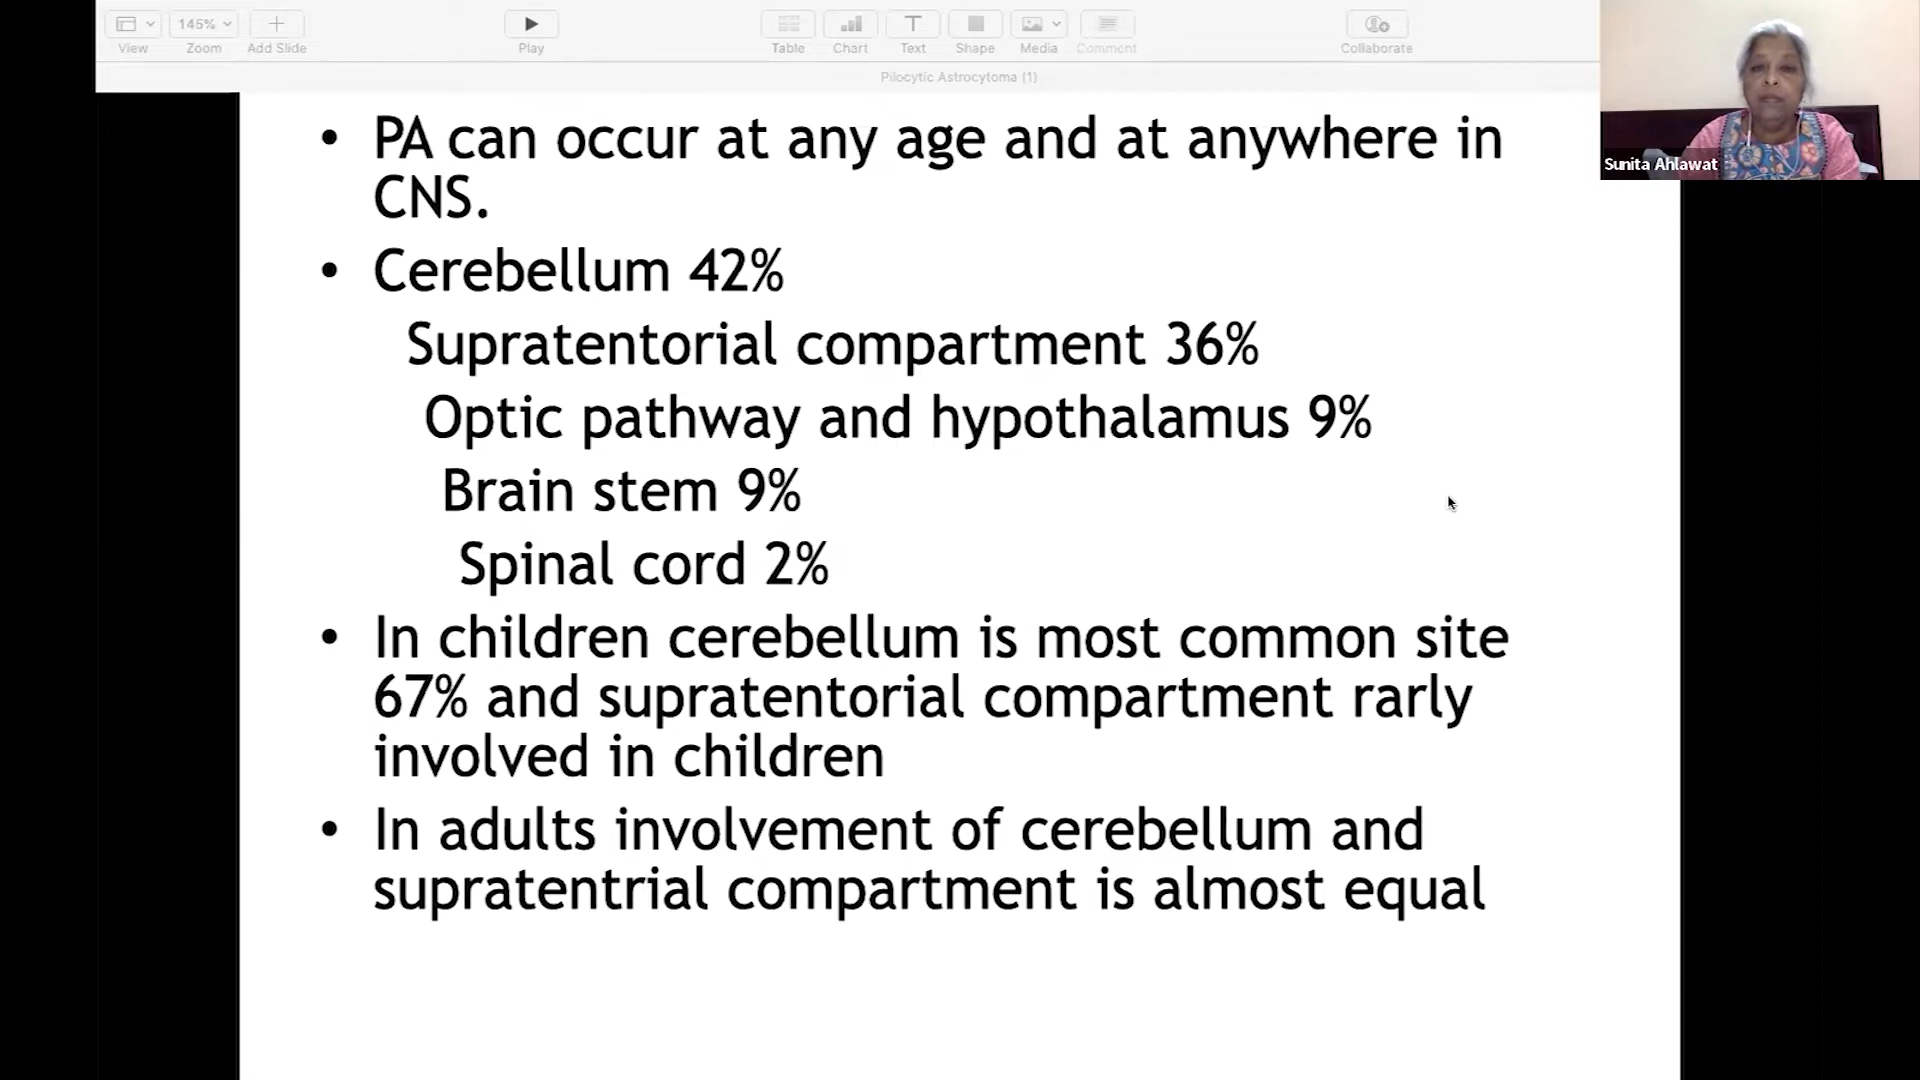 145%
View
Zoom
Add Slide
Play
Table
Chart
Text
Shape
Media
Comment
Collaborate
Pilocytic Astrocytoma (1)
Sunita Ahlawat
• PA can occur at any age and at anywhere in
CNS.
• Cerebellum 42%
Supratentorial compartment 36%
Optic pathway and hypothalamus 9%
Brain stem 9%
Spinal cord 2%
• In children cerebellum is most common site
67% and supratentorial compartment rarly
involved in children
• In adults involvement of cerebellum and
supratentrial compartment is almost equal